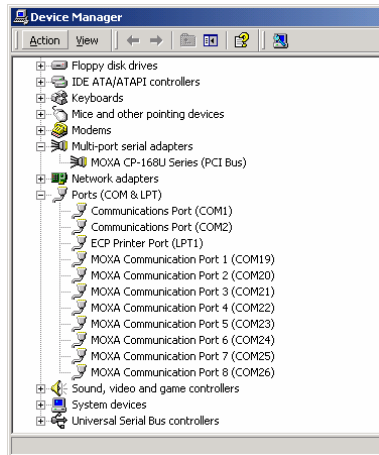 Device Manager
Action View
Floppy disk drives
IDE ATA/ATAPI controllers
Keyboards
Mice and other pointing devices
Modems
Multi-port serial adapters
MOXA CP-168U Series (PCI Bus)
Network adapters
Ports (COM & LPT)
Communications Port (COM1)
Communications Port (COM2)
ECP Printer Port (LPT1)
MOXA Communication Port 1 (COM19)
MOXA Communication Port 2 (COM20)
MOXA Communication Port 3 (COM21)
MOXA Communication Port 4 (COM22)
MOXA Communication Port 5 (COM23)
MOXA Communication Port 6 (COM24)
MOXA Communication Port 7 (COM25)
MOXA Communication Port 8 (COM26)
Sound, video and game controllers
System devices
Universal Serial Bus controllers